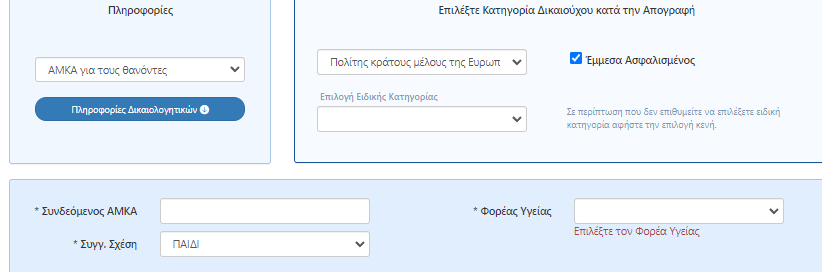 Πληροφορίες
Επιλέξτε Κατηγορία Δικαιούχου κατά την Απογραφή
ΑΜΚΑ για τους θανόντες
Πληροφορίες Δικαιολογητικών
Πολίτης κράτους μέλους της Ευρωπ
Έμμεσα Ασφαλισμένος
Επιλογή Ειδικής Κατηγορίας
Σε περίπτωση που δεν επιθυμείτε να επιλέξετε ειδική
κατηγορία αφήστε την επιλογή κενή.
* Συνδεόμενος ΑΜΚΑ
* Φορέας Υγείας
Επιλέξτε τον Φορέα Υγείας
* Συγγ. Σχέση
ΠΑΙΔΙ